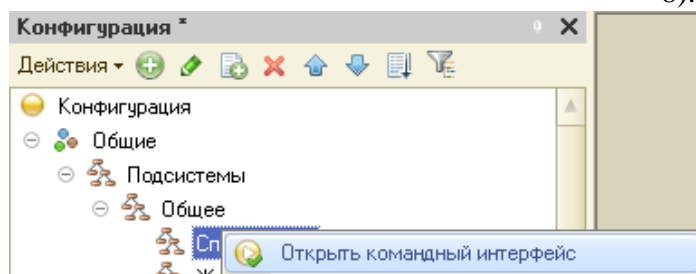 Конфигурация *
Действия
Конфигурация
Общие
Подсистемы
Общее
Сп
Открыть командный интерфейс